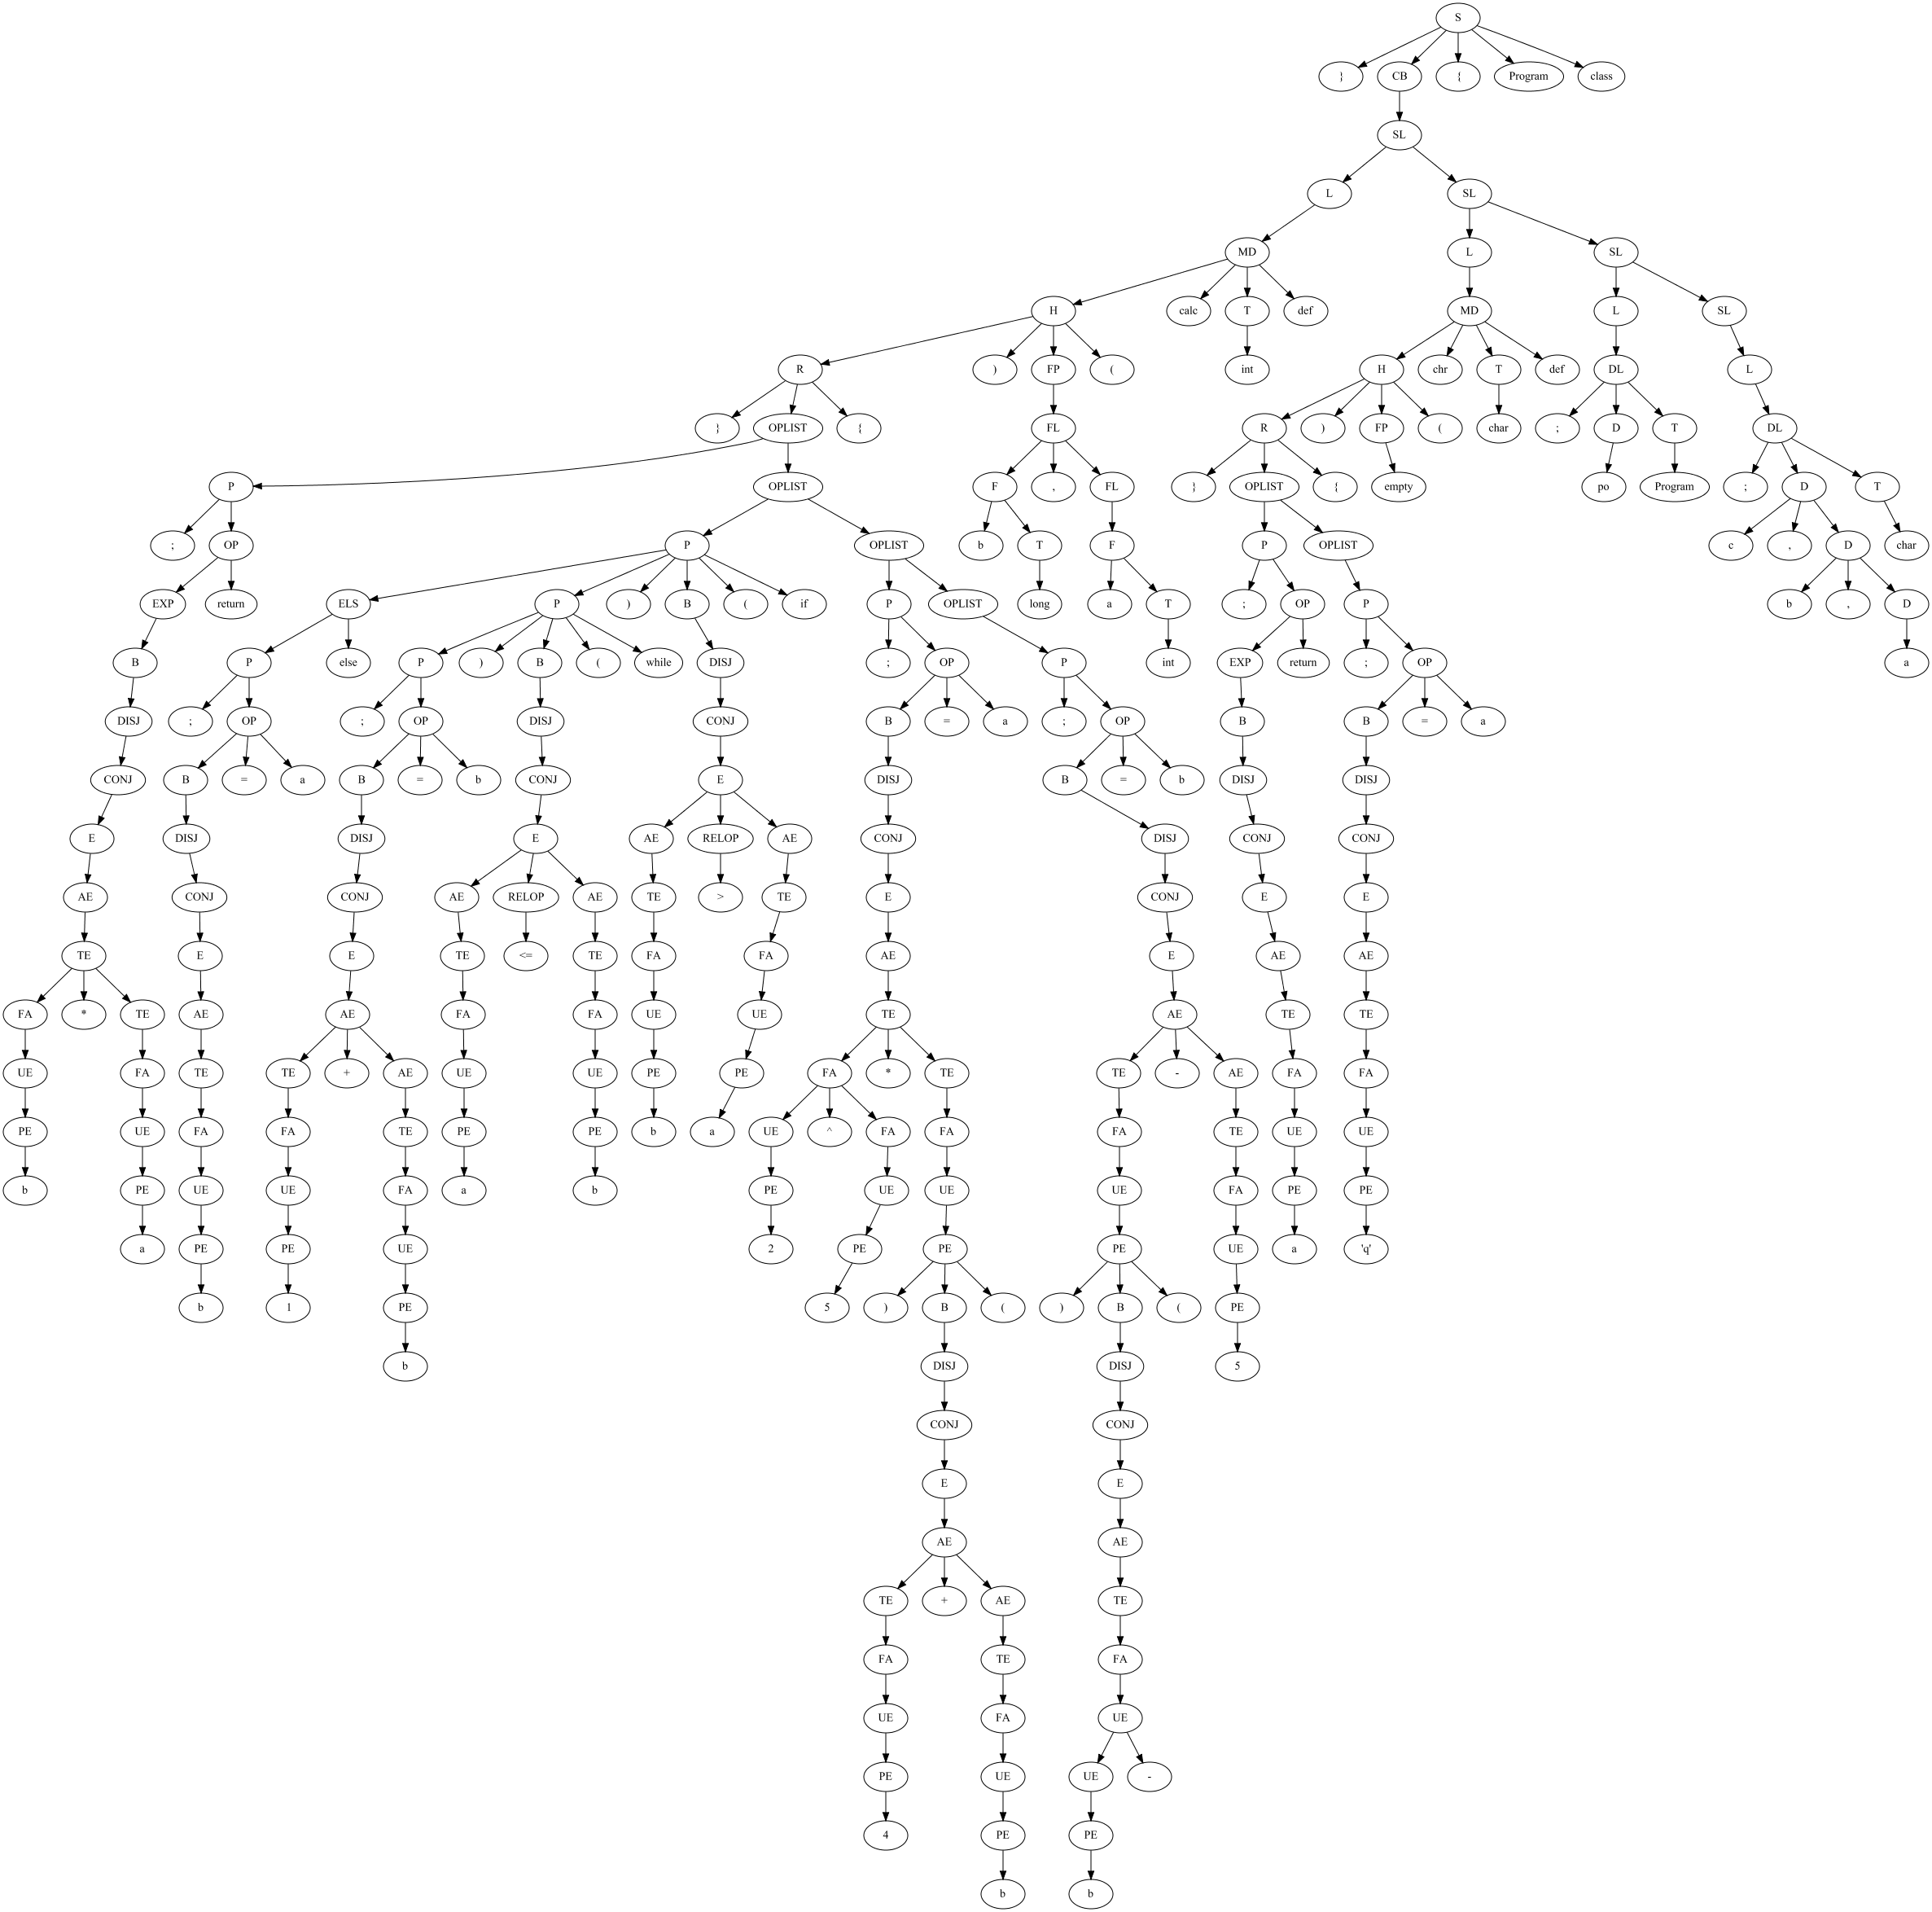 S
} CB { Program class
SL
L SL
MD L SL
H calc T def MD L SL
R ) FP ( int H chr T def DL L
} OPLIST { FL R ) FP ( char ; D T DL
P OPLIST F , FL } OPLIST { empty po Program ; D T
; OP P OPLIST b T F P OPLIST c , D char
EXP return ELS P ) B ( if P OPLIST long a T ; OP P b , D
B P else P ) B ( while DISJ ; OP P int EXP return ; OP a
DISJ ; OP ; OP DISJ CONJ B = a ; OP B B = a
CONJ B = a B = b CONJ E DISJ B = b DISJ DISJ
E DISJ DISJ E AE RELOP AE CONJ DISJ CONJ CONJ
AE CONJ CONJ AE RELOP AE TE > TE E CONJ E E
TE E E TE <= TE FA FA AE E AE AE
FA * TE AE AE FA FA UE UE TE AE TE TE
UE FA TE TE + AE UE UE PE PE FA * TE TE - AE FA FA
PE UE FA FA TE PE PE b a UE ^ FA FA FA TE UE UE
b PE UE UE FA a b PE UE UE UE FA PE PE
a PE PE UE 2 PE PE PE UE a 'q'
b 1 PE 5 ) B ( ) B ( PE
b DISJ DISJ 5
CONJ CONJ
E E
AE AE
TE + AE TE
FA TE FA
UE FA UE
PE UE UE -
4 PE PE
b b